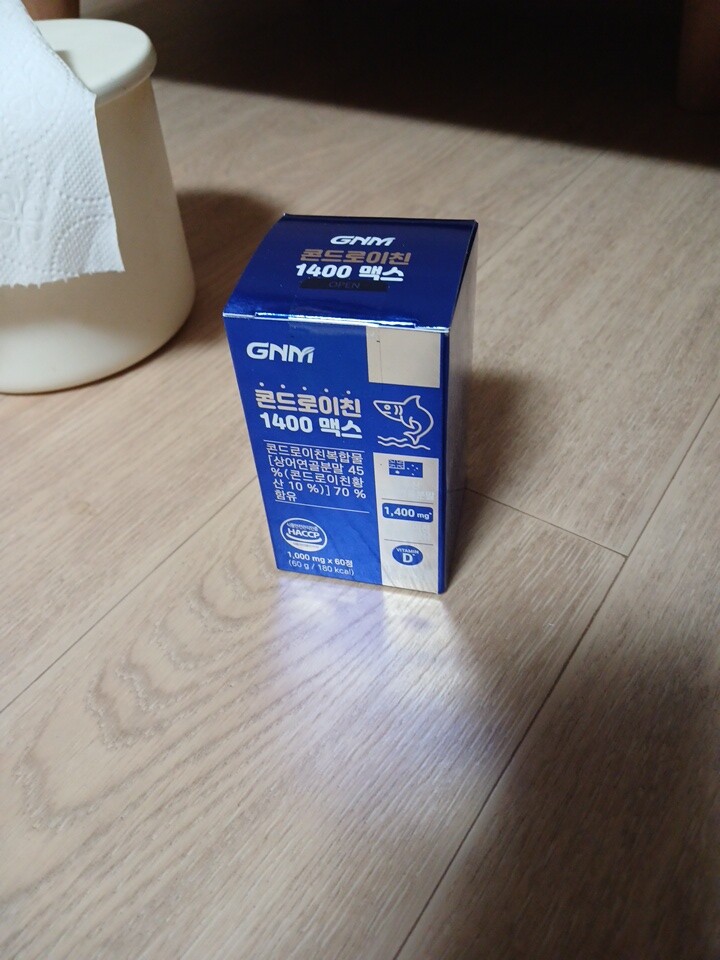 GNM
콘드로이친
1400 맥스
OPEN
GNM
콘드로이친
1400 맥스
콘드로이친복합물
[상어연골분말 45
%(콘드로이친황
산 10 %)] 70 %
함유
HACCP
1,000 mg x 60정
(60 g / 180 kcal)
1,400 mg*
VITAMIN
D